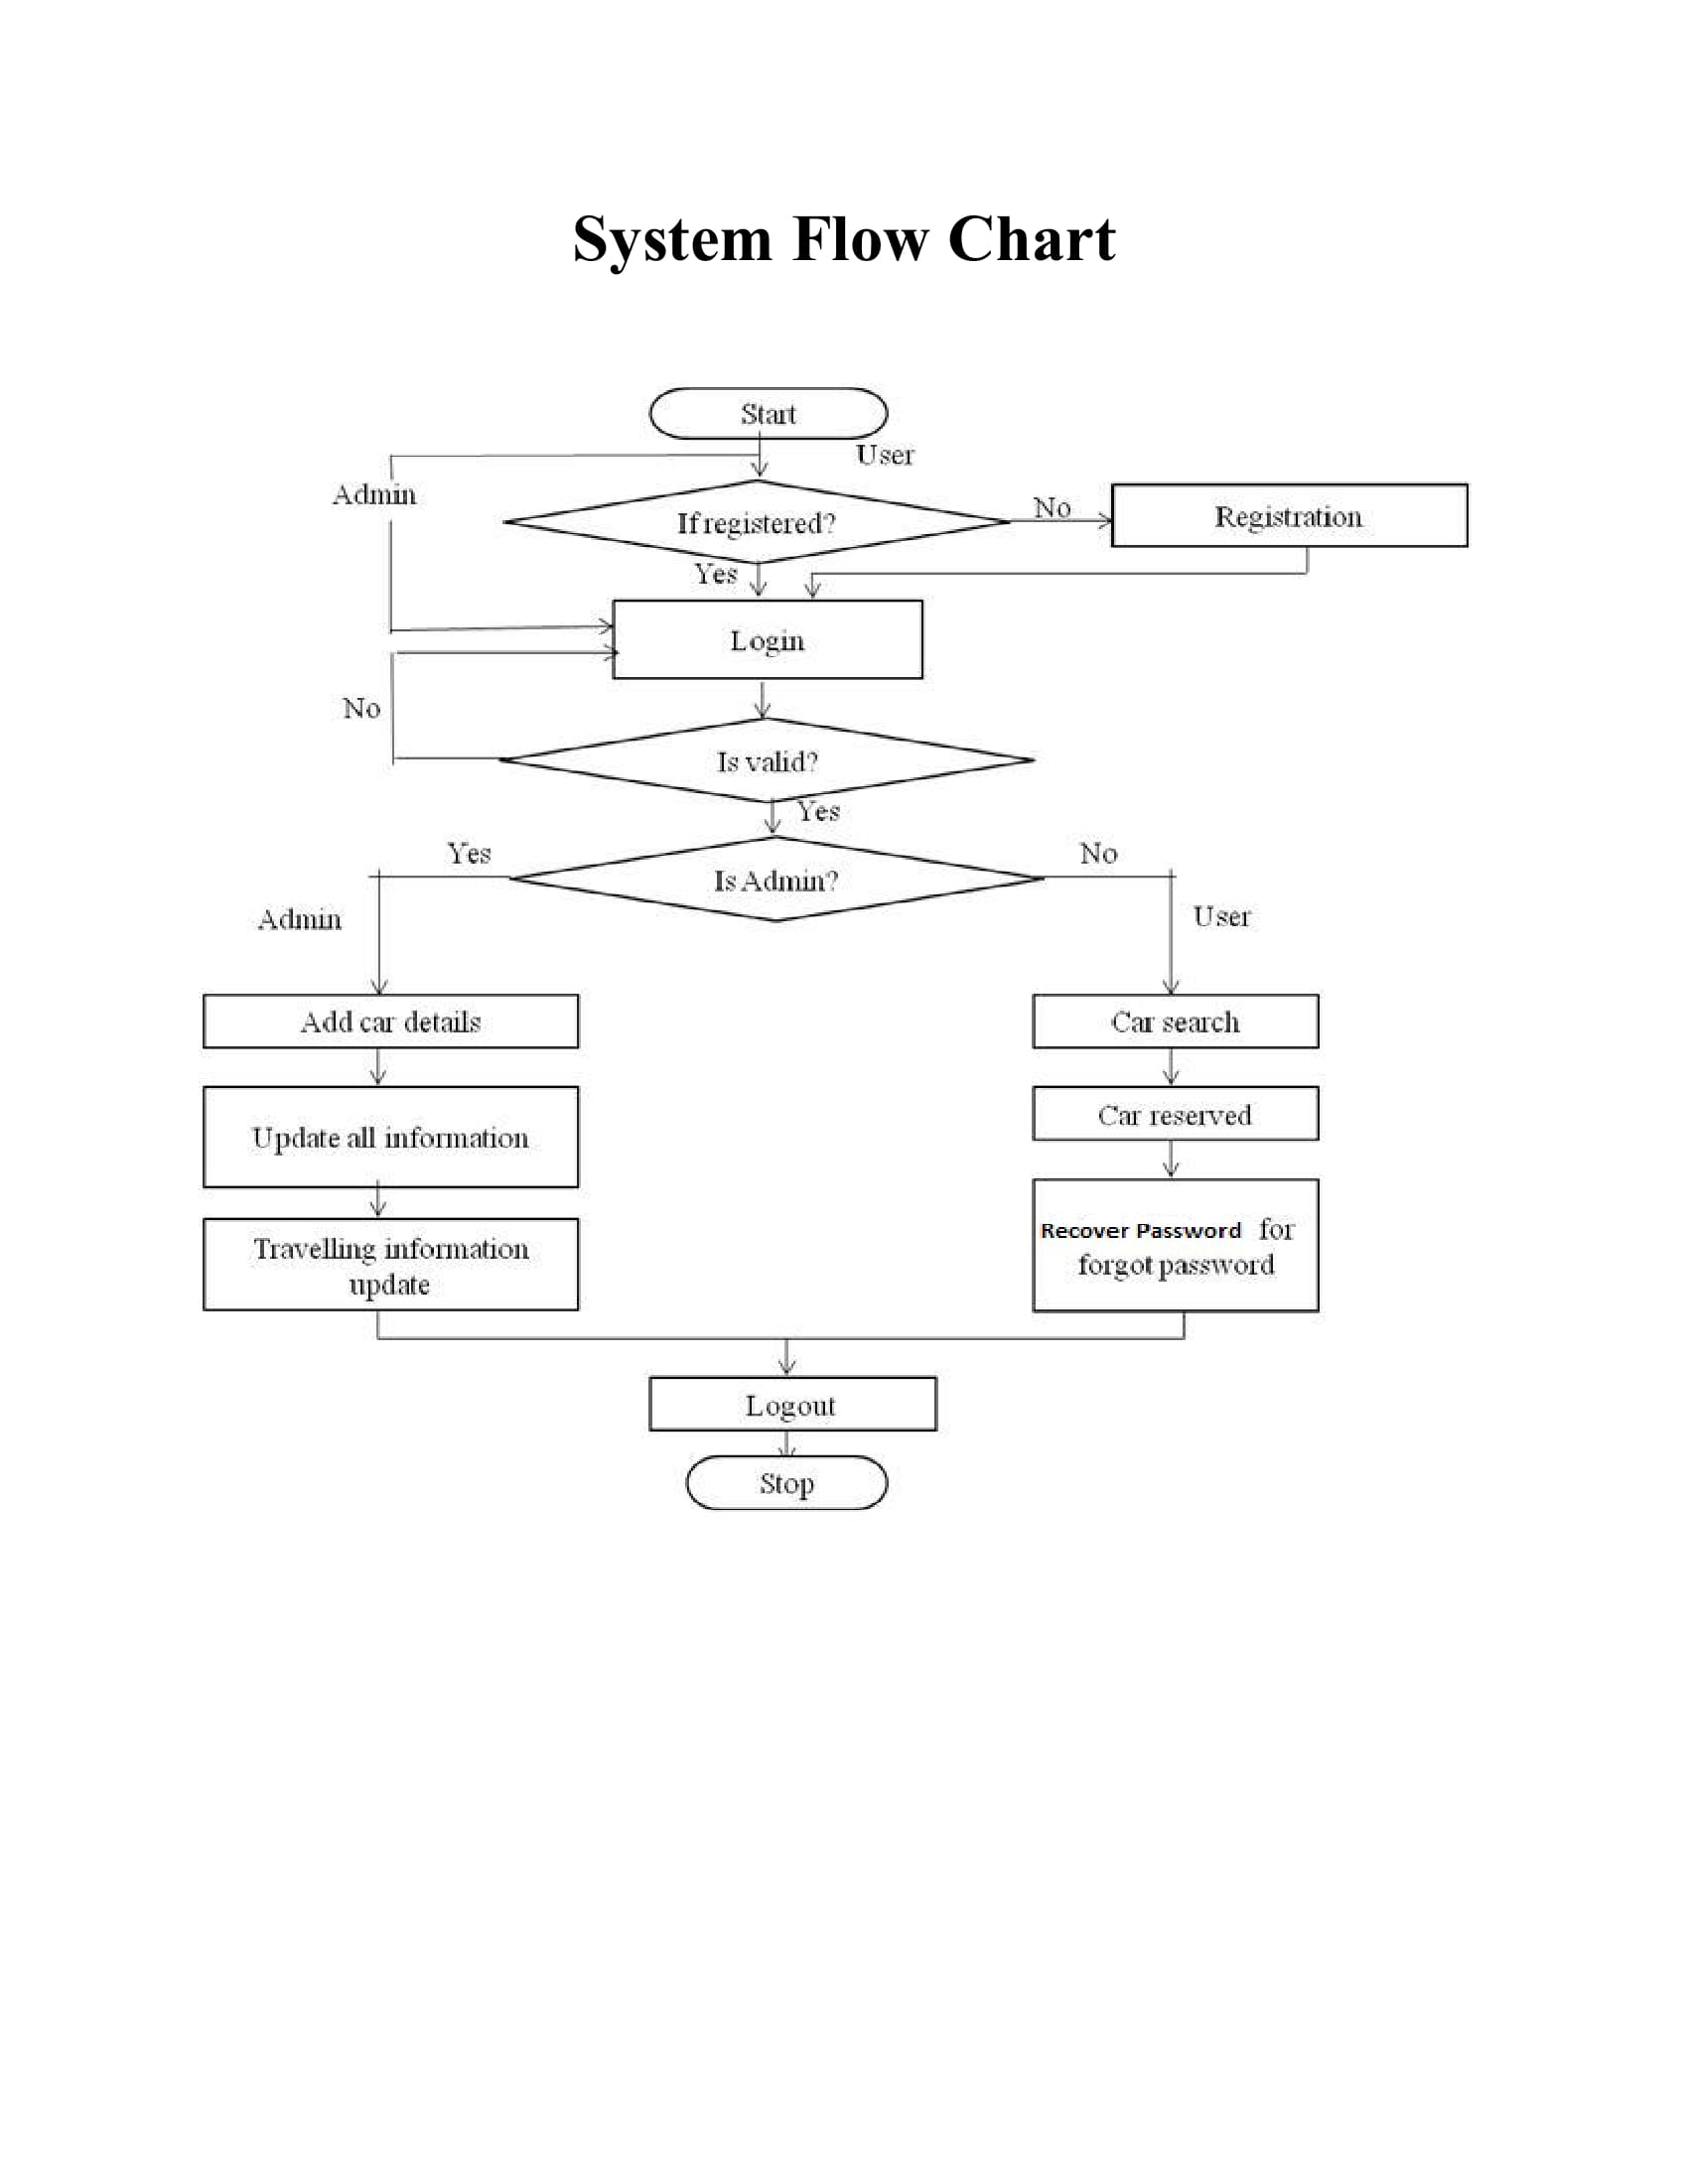 System Flow Chart
Start
User
Admin
If registered?
No
Registration
Yes
Login
No
Is valid?
Yes
Yes
No
Is Admin?
Admin
User
Add car details
Car search
Update all information
Car reserved
Travelling information
update
Recover Password for
forgot password
Logout
Stop